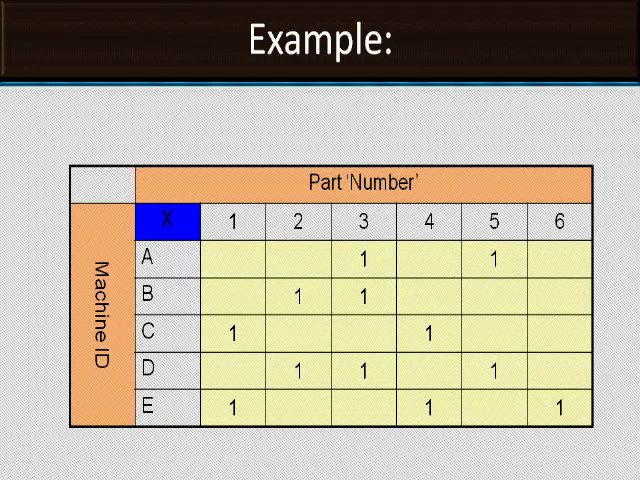 Example:
Part 'Number'
X 1 2 3 4 5 6
Machine ID
A 1 1
B 1 1
C 1 1
D 1 1 1
E 1 1 1